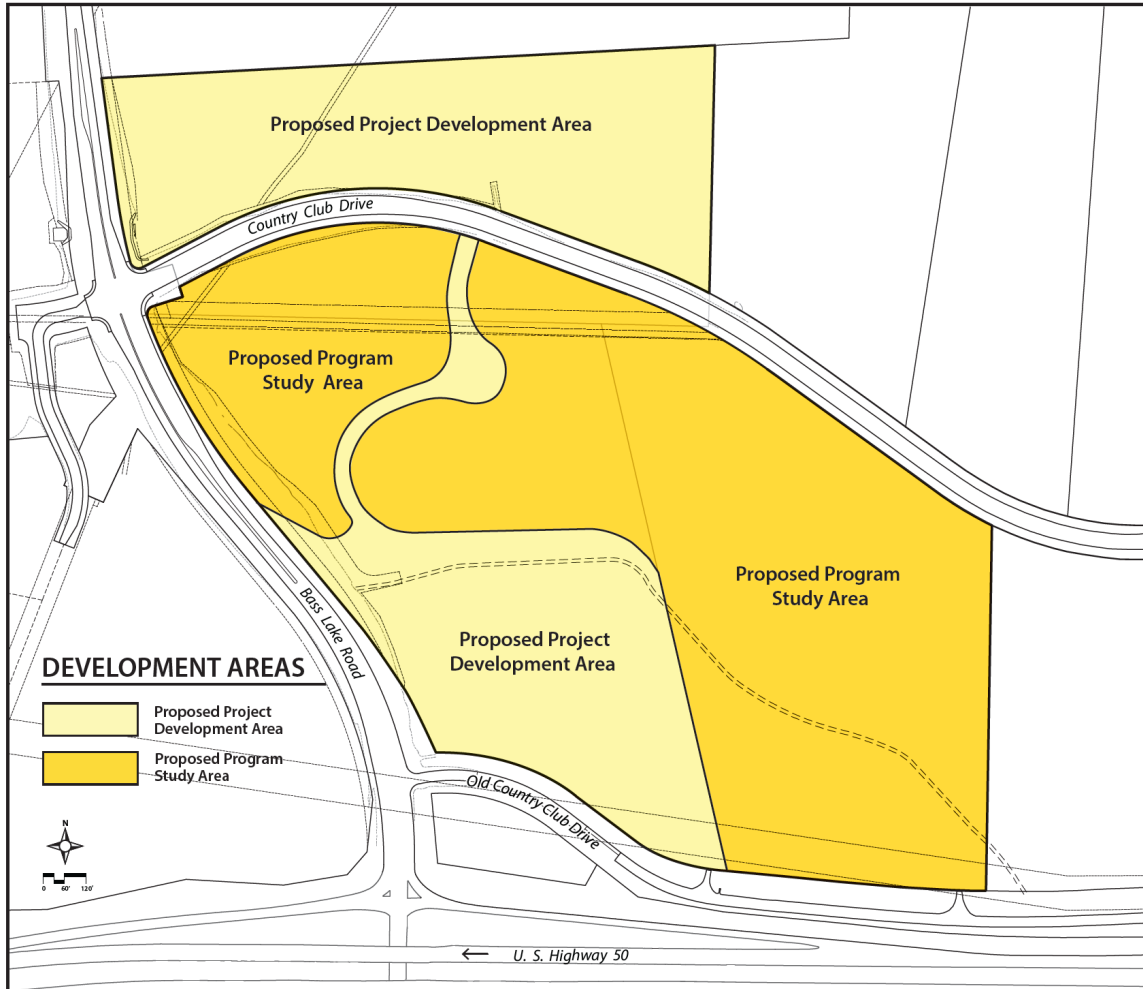 Proposed Project Development Area
Country Club Drive
Proposed Program
Study Area
Proposed Program
Study Area
Bass Lake Road
Proposed Project
Development Area
DEVELOPMENT AREAS
Proposed Project
Development Area
Proposed Program
Study Area
Old Country Club Drive
N
0 60' 120'
U. S. Highway 50